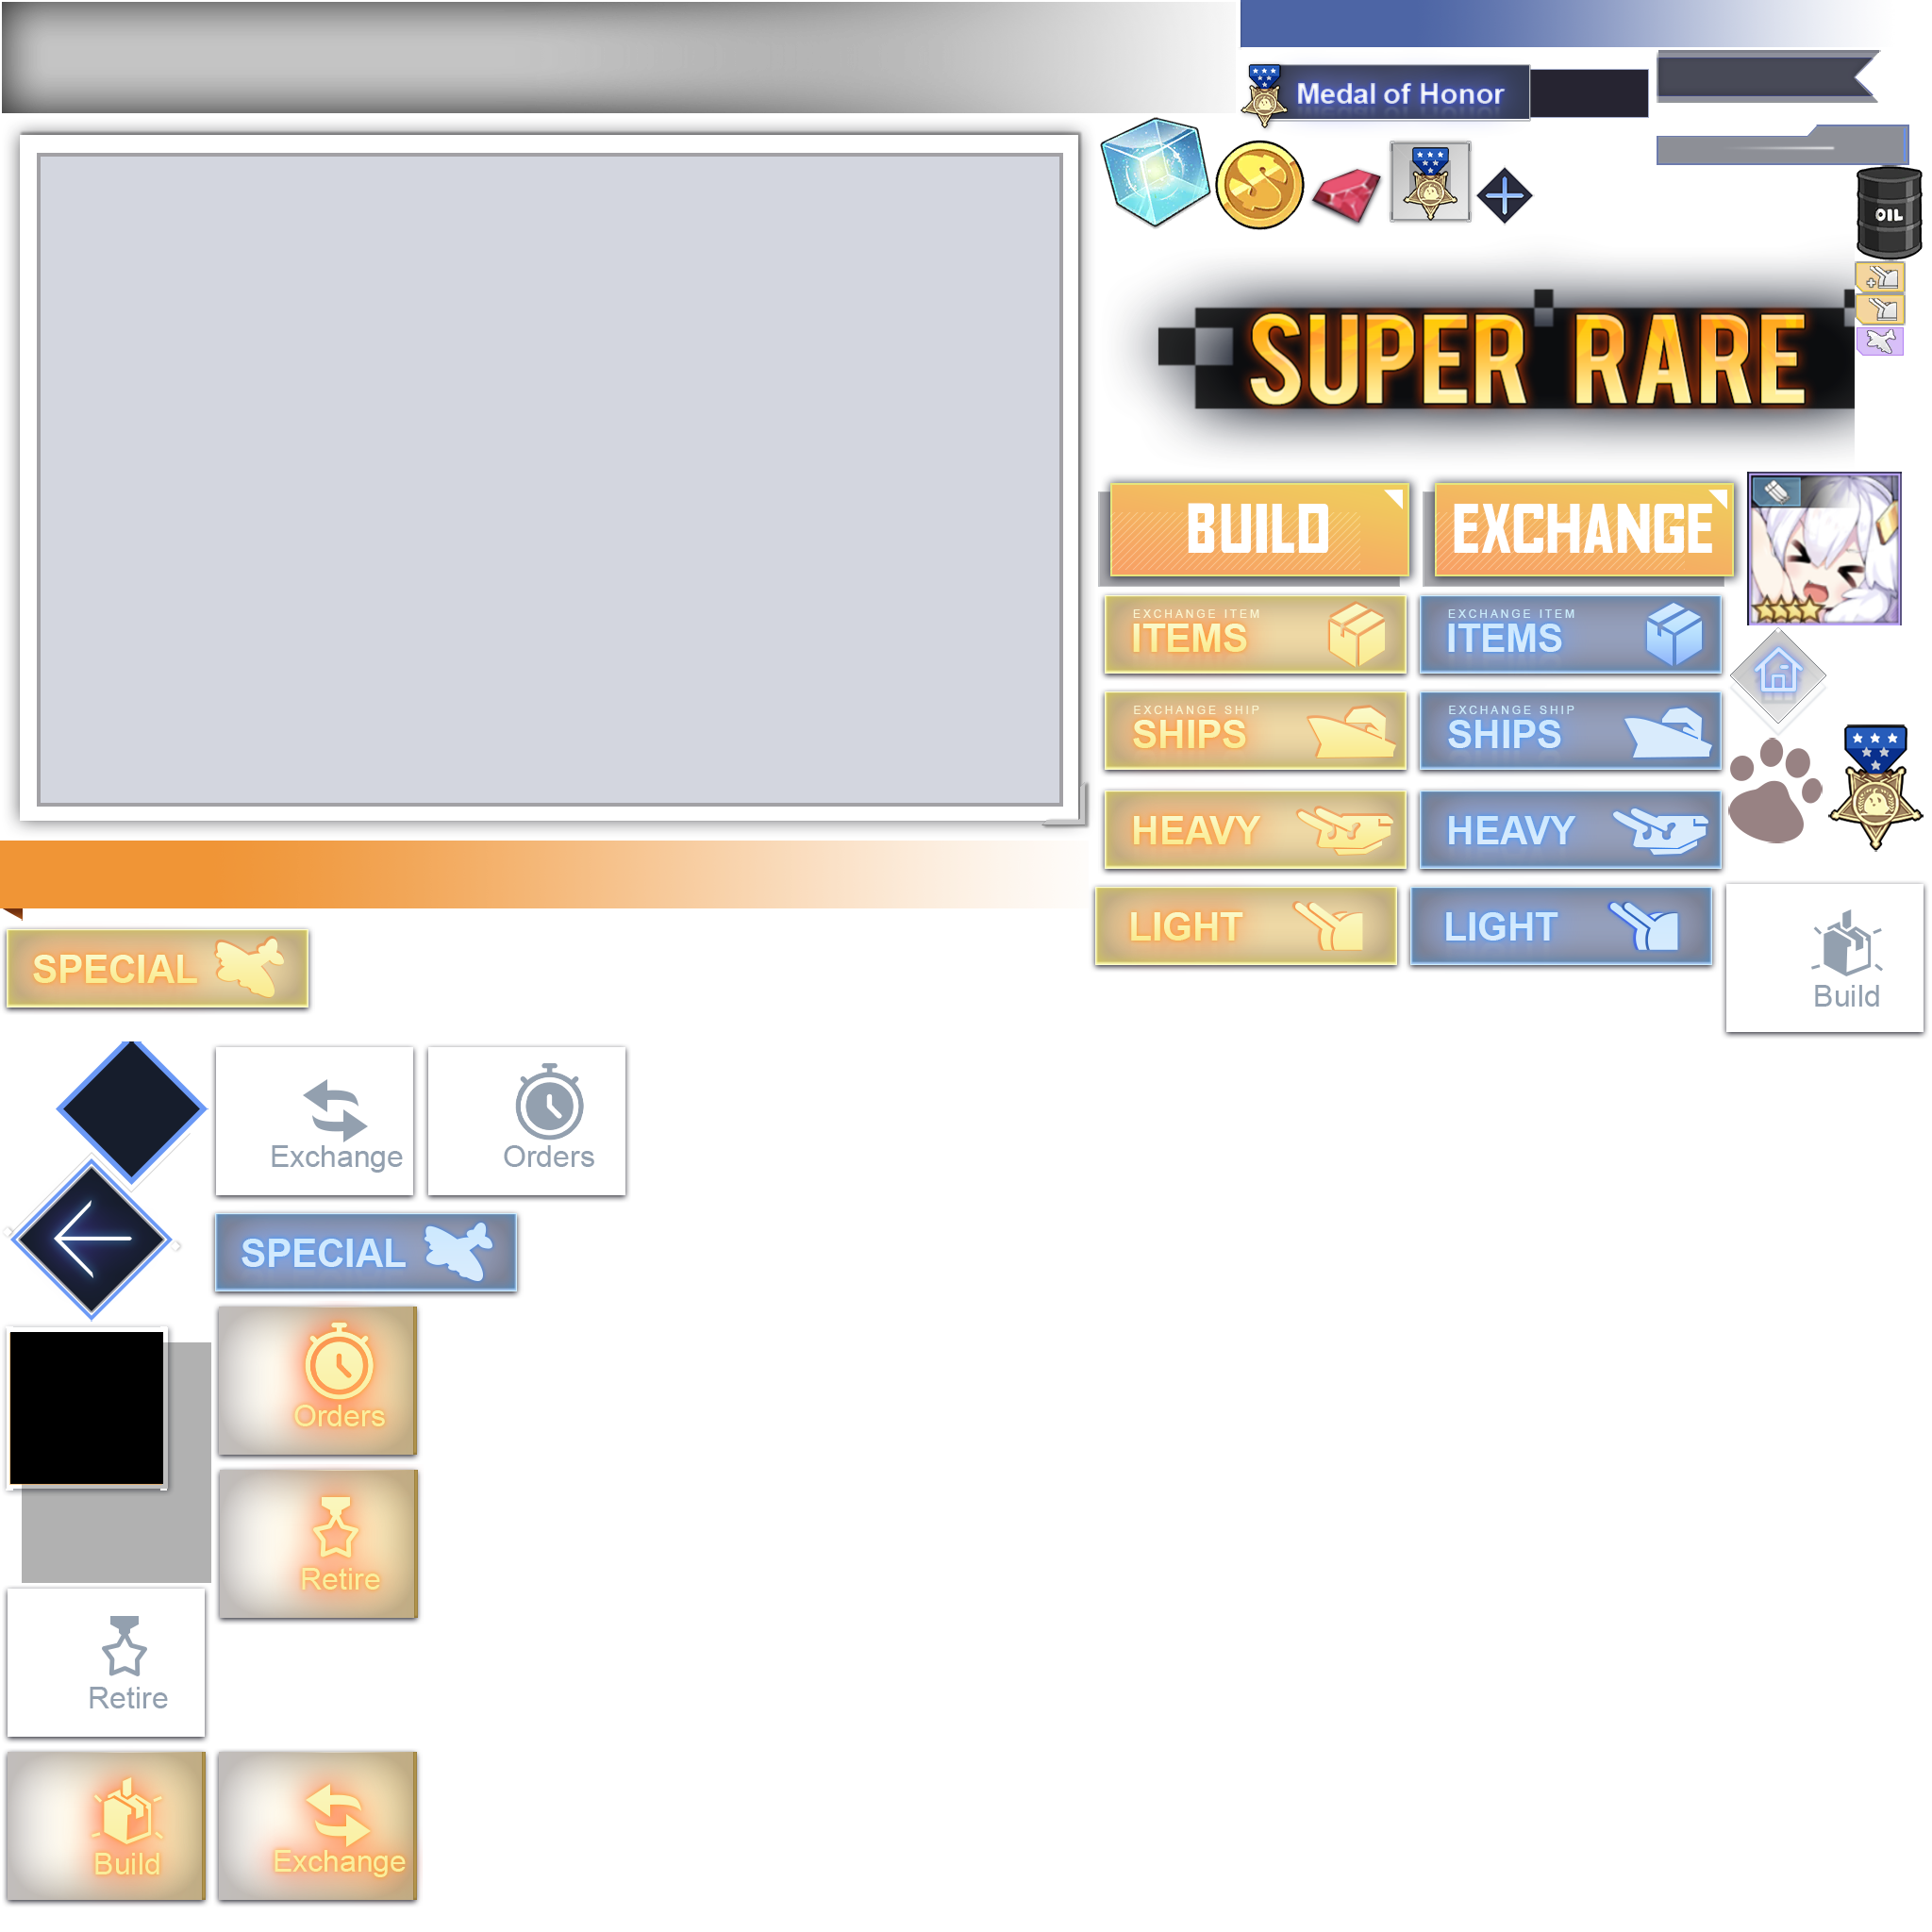 Medal of Honor
OIL
SUPER RARE
BUILD
EXCHANGE
EXCHANGE ITEM
ITEMS
EXCHANGE ITEM
ITEMS
EXCHANGE SHIP
SHIPS
EXCHANGE SHIP
SHIPS
HEAVY
HEAVY
LIGHT
LIGHT
Build
SPECIAL
Exchange
Orders
SPECIAL
Orders
Retire
Retire
Build
Exchange